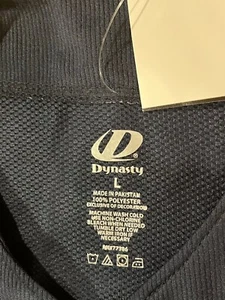 Dynasty
L
MADE IN PAKISTAN
100% POLYESTER
EXCLUSIVE OF DECORATION
MACHINE WASH COLD
USE NON-CHLORINE
BLEACH WHEN NEEDED
TUMBLE DRY LOW
WARM IRON IF
NECESSARY